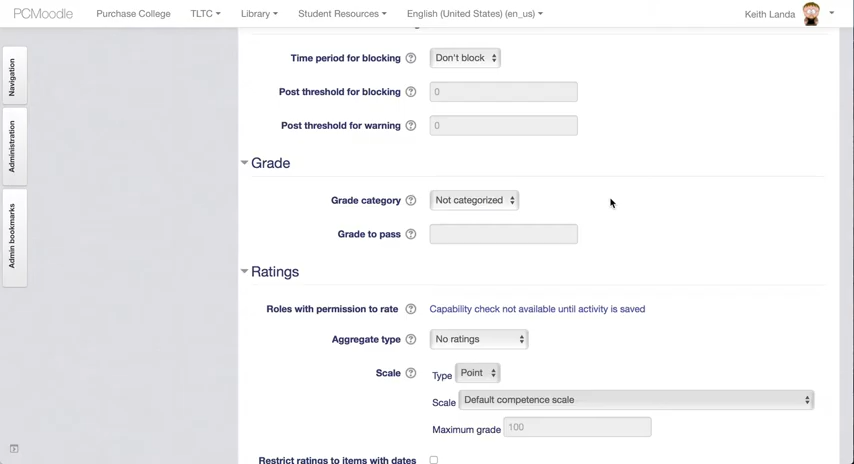 PCMoodle Purchase College TLTC Library Student Resources English (United States) (en_us) Keith Landa
Navigation
Administration
Admin bookmarks
Time period for blocking Don't block
Post threshold for blocking 0
Post threshold for warning 0
Grade
Grade category Not categorized
Grade to pass
Ratings
Roles with permission to rate Capability check not available until activity is saved
Aggregate type No ratings
Scale Type Point
Scale Default competence scale
Maximum grade 100
Restrict ratings to items with dates